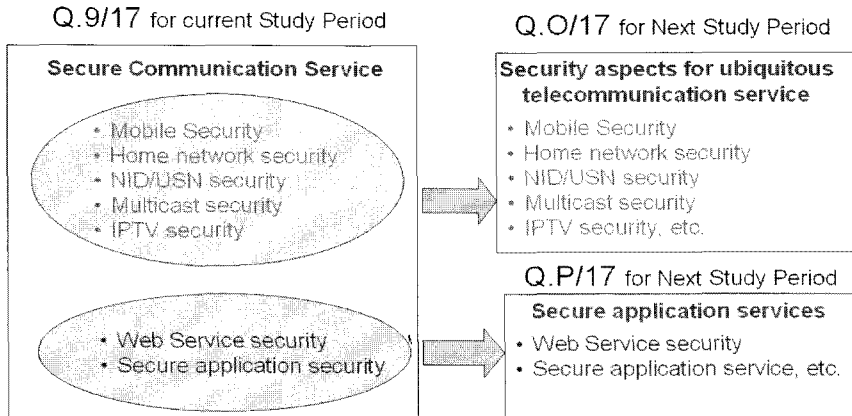 Q.9/17 for current Study Period
Secure Communication Service
• Mobile Security
• Home network security
• NID/USN security
• Multicast security
• IPTV security
• Web Service security
• Secure application security
Q.O/17 for Next Study Period
Security aspects for ubiquitous
telecommunication service
• Mobile Security
• Home network security
• NID/USN security
• Multicast security
• IPTV security, etc.
Q.P/17 for Next Study Period
Secure application services
• Web Service security
• Secure application service, etc.